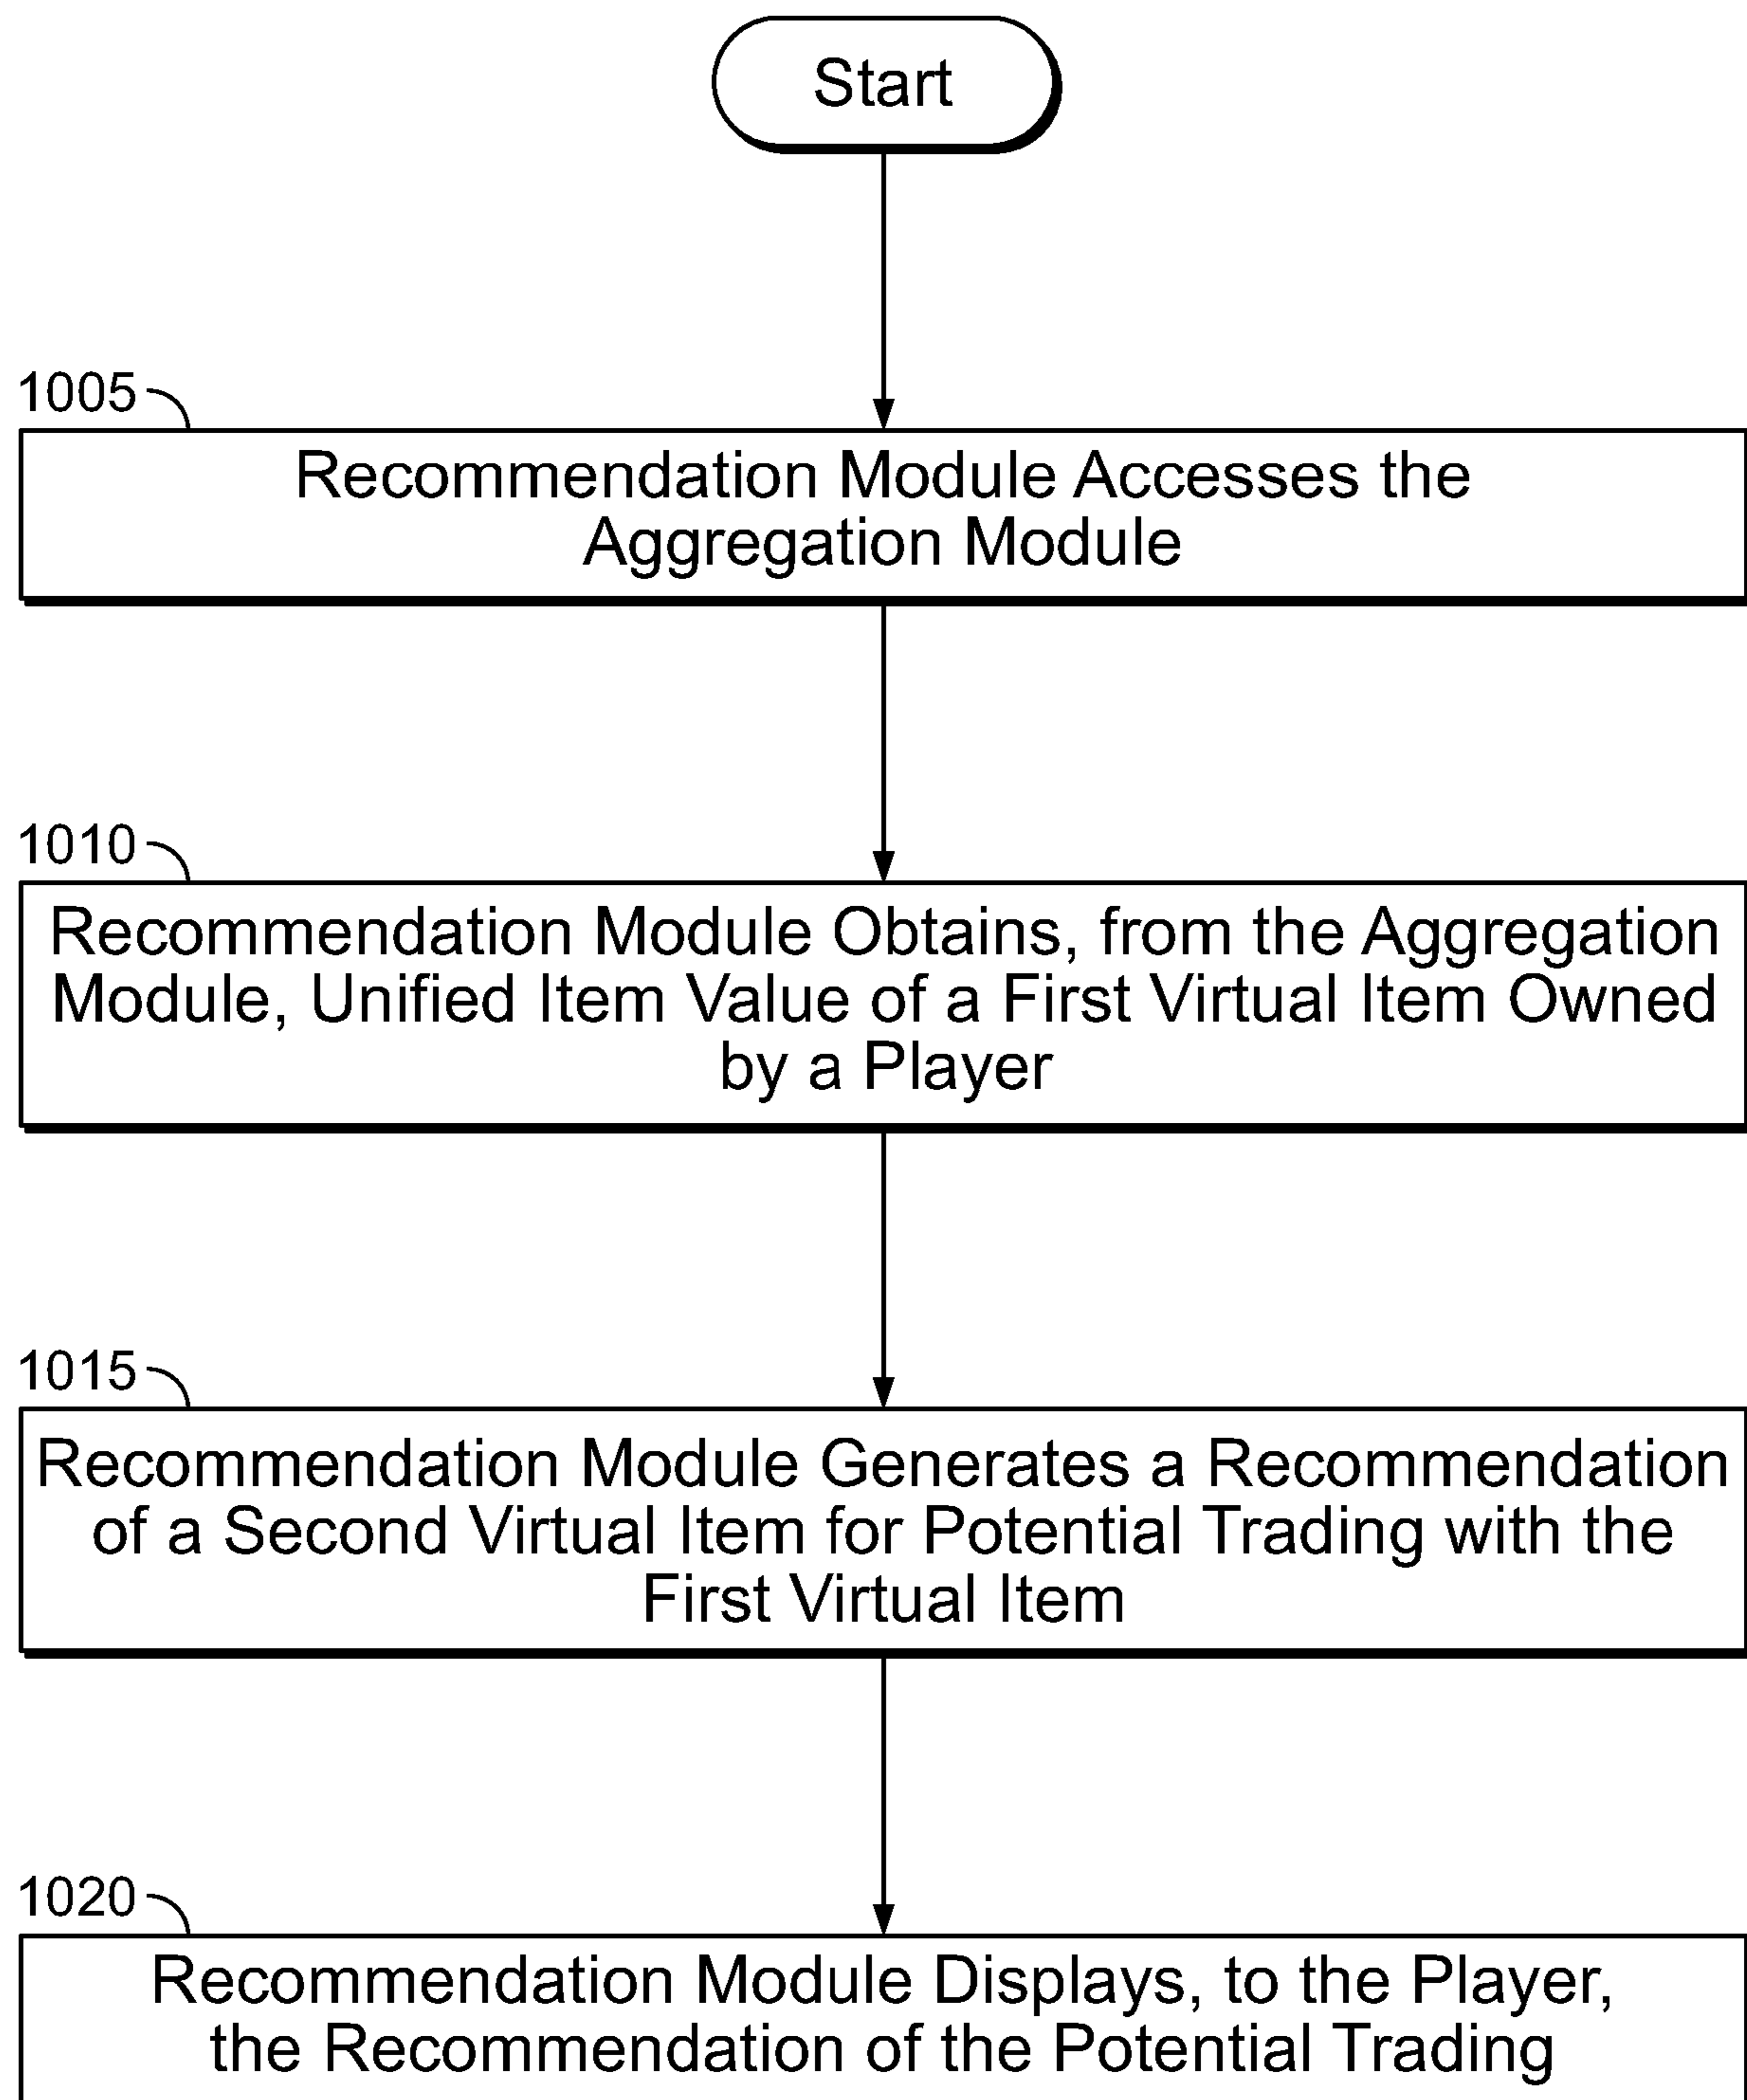 Start
1005
Recommendation Module Accesses the
Aggregation Module
1010
Recommendation Module Obtains, from the Aggregation
Module, Unified Item Value of a First Virtual Item Owned
by a Player
1015
Recommendation Module Generates a Recommendation
of a Second Virtual Item for Potential Trading with the
First Virtual Item
1020
Recommendation Module Displays, to the Player,
the Recommendation of the Potential Trading